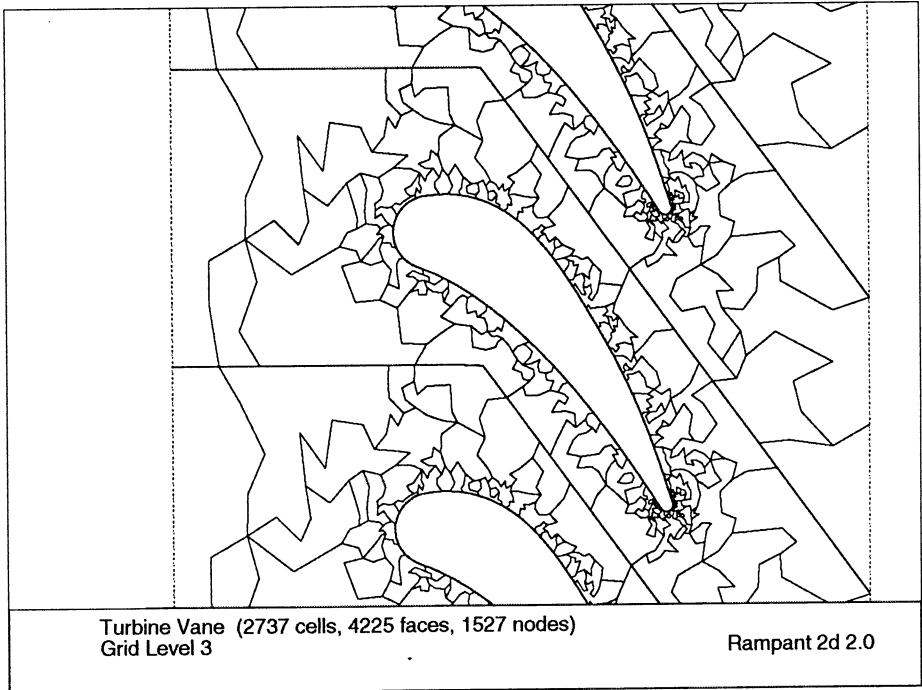 Turbine Vane (2737 cells, 4225 faces, 1527 nodes)
Grid Level 3
Rampant 2d 2.0